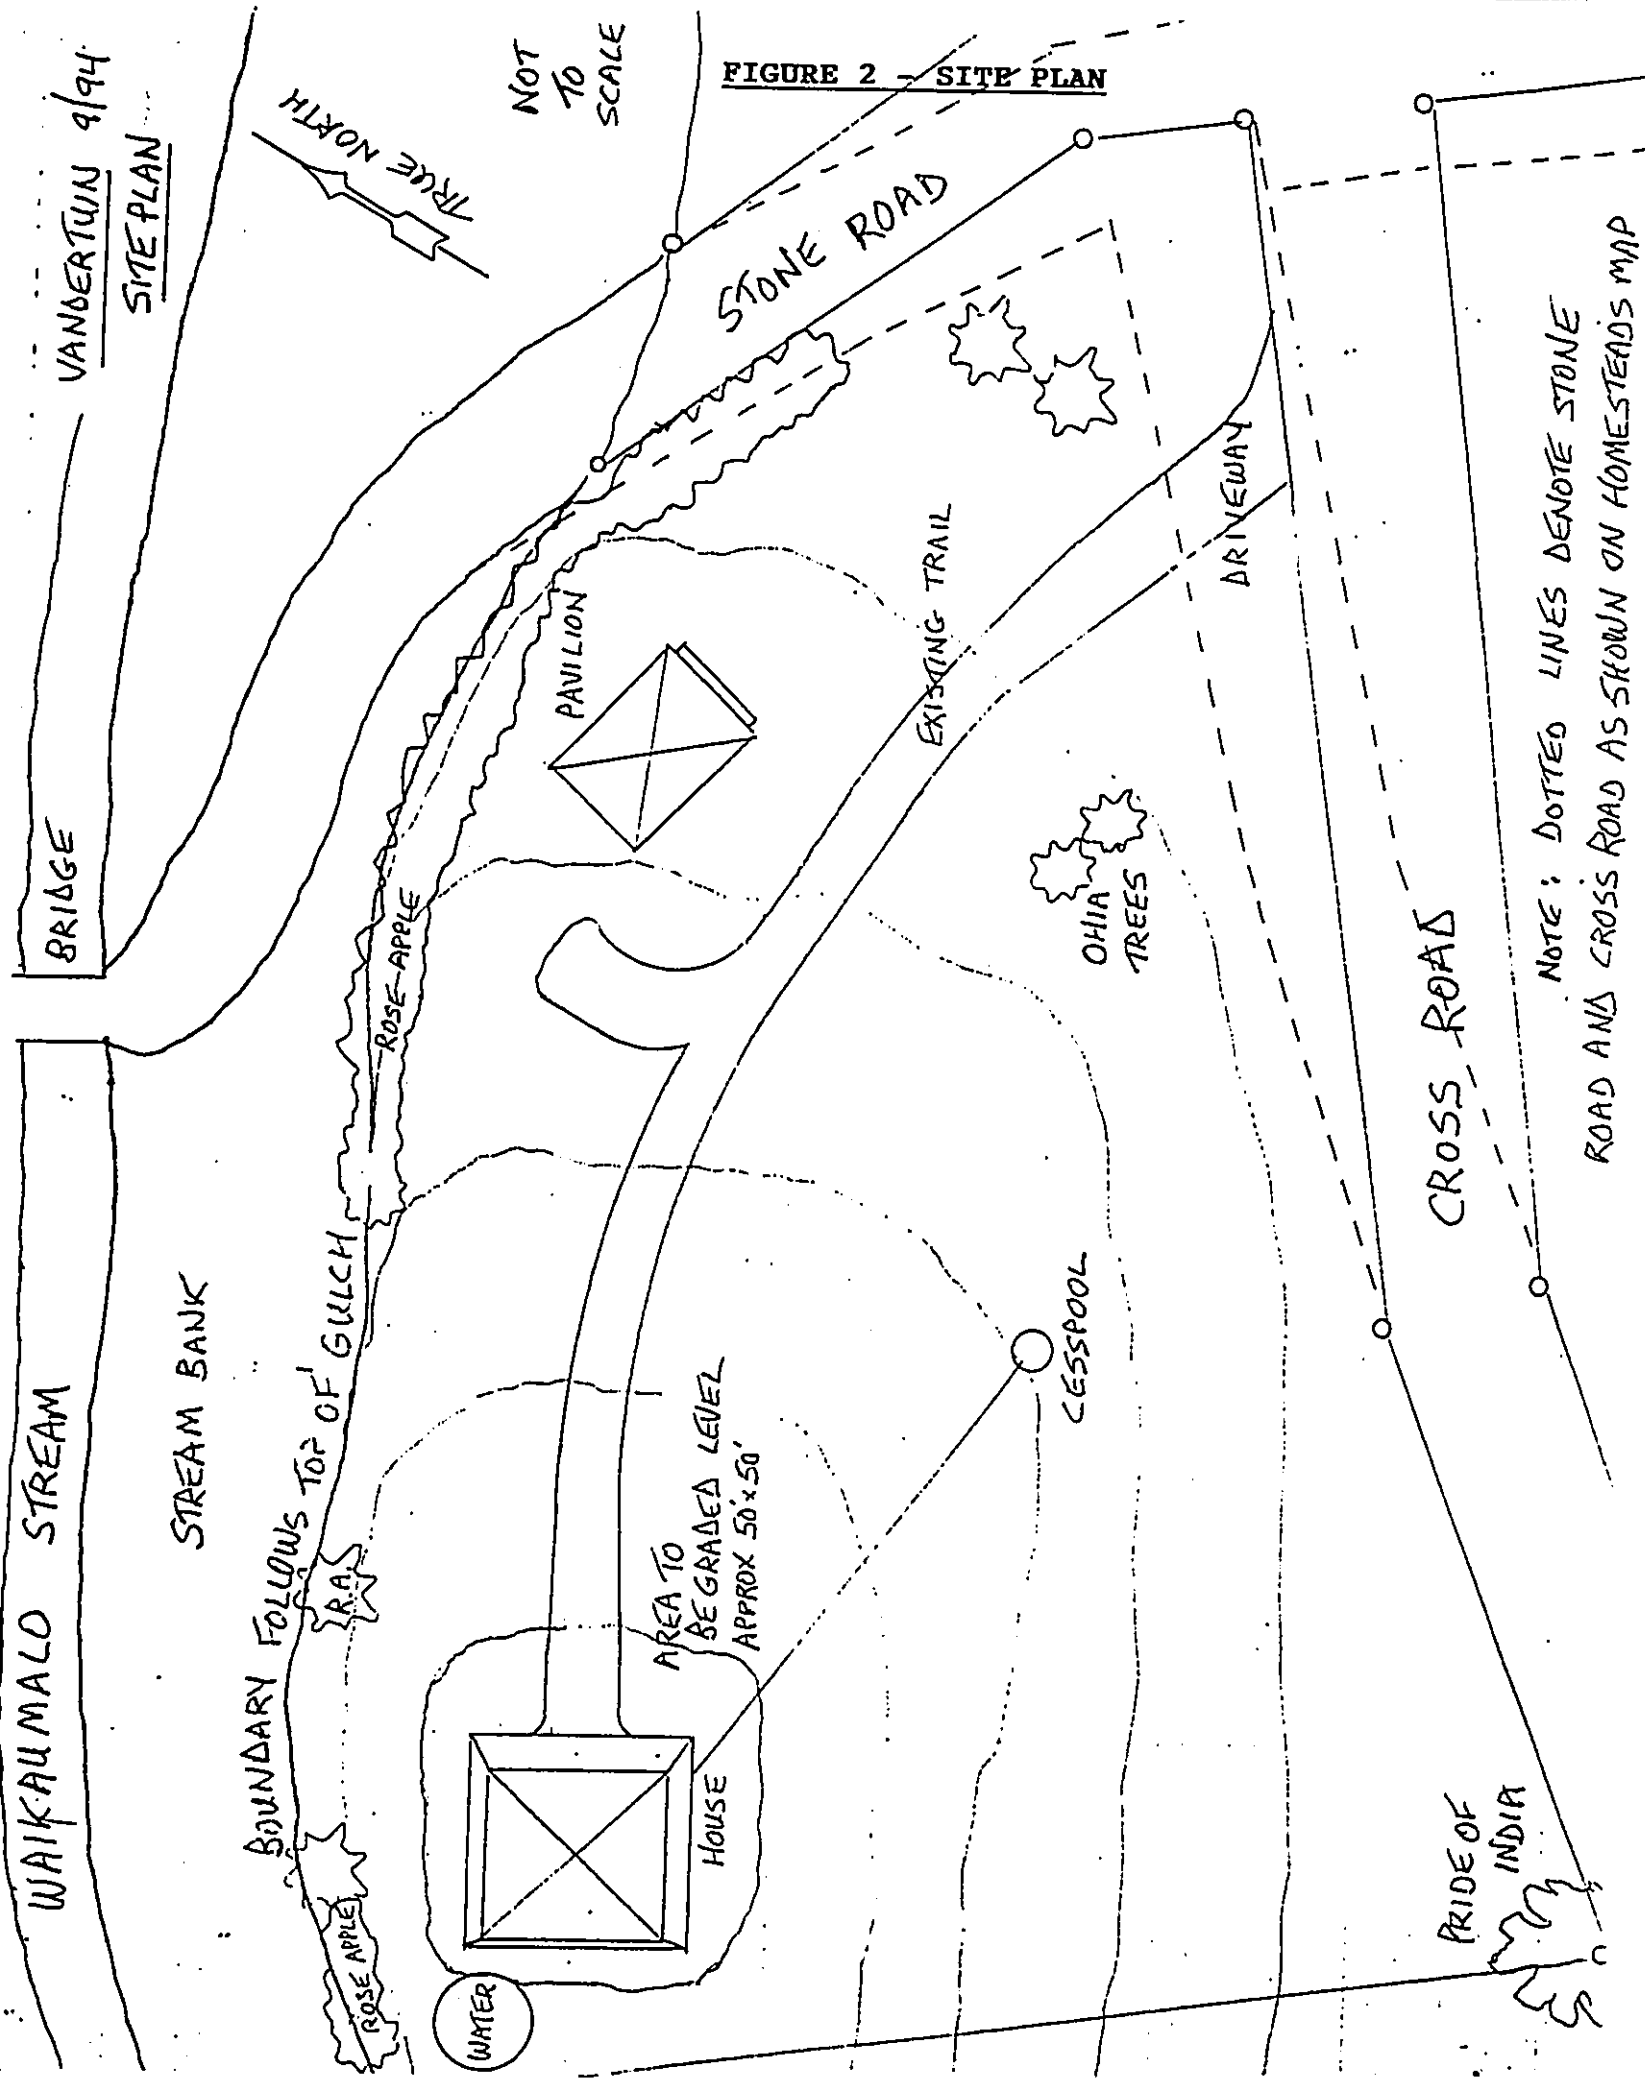 FIGURE 2 - SITE PLAN
VANDERTUIN 9/94
SITE PLAN
TRUE NORTH
NOT
TO
SCALE
WAIKAUMALO STREAM
BRIDGE
STREAM BANK
BOUNDARY FOLLOWS TOP OF GULCH
ROSE APPLE
R.A.
ROSE-APPLE
STONE ROAD
PAVILION
WATER
HOUSE
AREA TO
BE GRADED LEVEL
APPROX 50'x50'
EXISTING TRAIL
DRIVEWAY
OHIA
TREES
CESSPOOL
CROSS ROAD
PRIDE OF
INDIA
NOTE: DOTTED LINES DENOTE STONE
ROAD AND CROSS ROAD AS SHOWN ON HOMESTEADS MAP